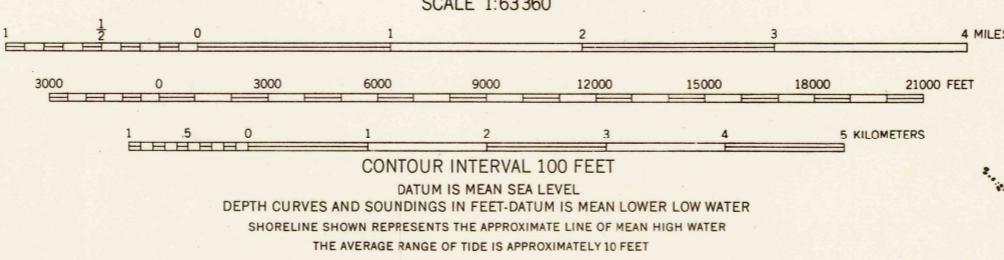 SCALE 1:63360
1 1/2 0 1 2 3 4 MILES
3000 0 3000 6000 9000 12000 15000 18000 21000 FEET
1 .5 0 1 2 3 4 5 KILOMETERS
CONTOUR INTERVAL 100 FEET
DATUM IS MEAN SEA LEVEL
DEPTH CURVES AND SOUNDINGS IN FEET-DATUM IS MEAN LOWER LOW WATER
SHORELINE SHOWN REPRESENTS THE APPROXIMATE LINE OF MEAN HIGH WATER
THE AVERAGE RANGE OF TIDE IS APPROXIMATELY 10 FEET